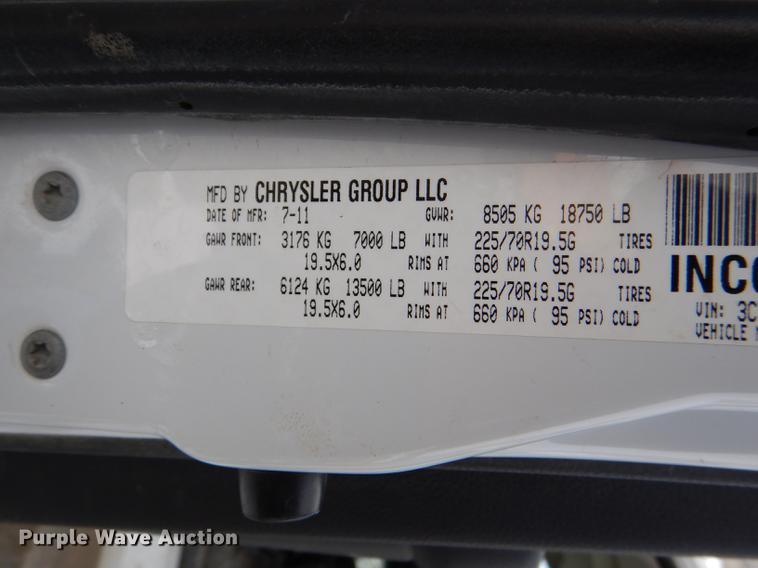 MFD BY CHRYSLER GROUP LLC
DATE OF MFR: 7-11 GVWR: 8505 KG 18750 LB
GAWR FRONT: 3176 KG 7000 LB WITH 225/70R19.5G TIRES
19.5X6.0 RIMS AT 660 KPA ( 95 PSI) COLD
GAWR REAR: 6124 KG 13500 LB WITH 225/70R19.5G TIRES
19.5X6.0 RIMS AT 660 KPA ( 95 PSI) COLD
INCO
VIN: 3C
VEHICLE
Purple Wave Auction